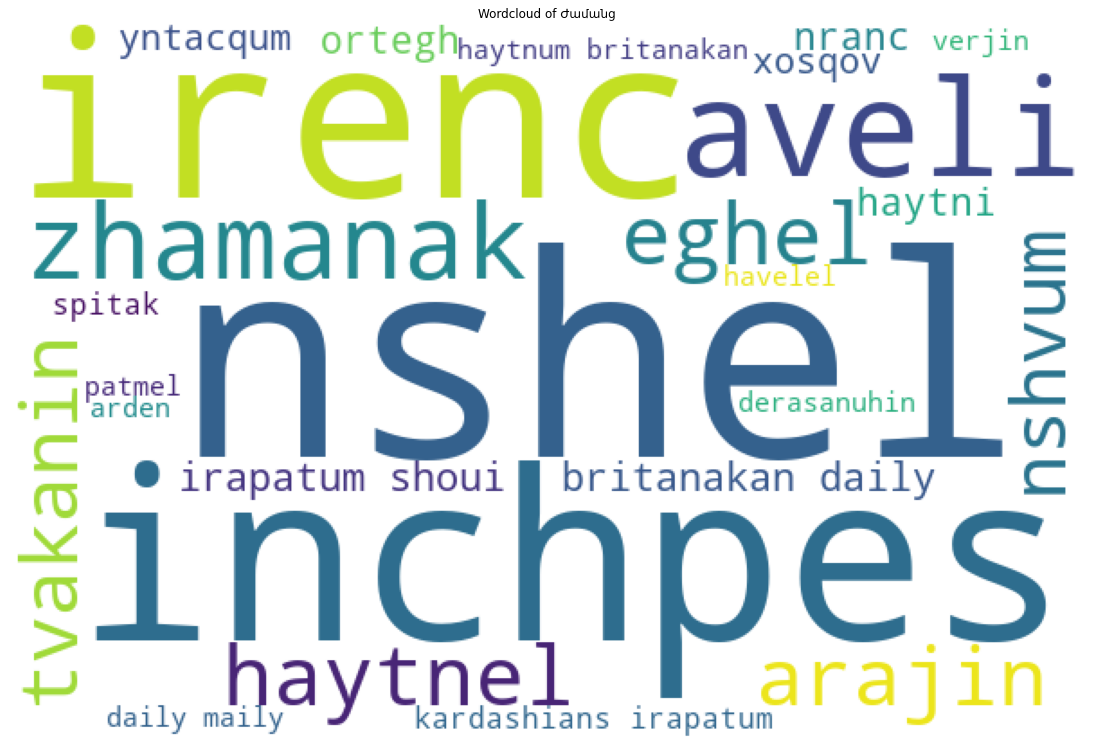 Wordcloud of Ժամանց
yntacqum
ortegh
haytnum britanakan
nranc
verjin
xosqov
irenc
aveli
zhamanak
eghel
haytni
havelel
spitak
nshel
nshvum
tvakanin
patmel
arden
derasanuhin
irapatum shoui
britanakan daily
inchpes
haytnel
arajin
daily maily
kardashians irapatum